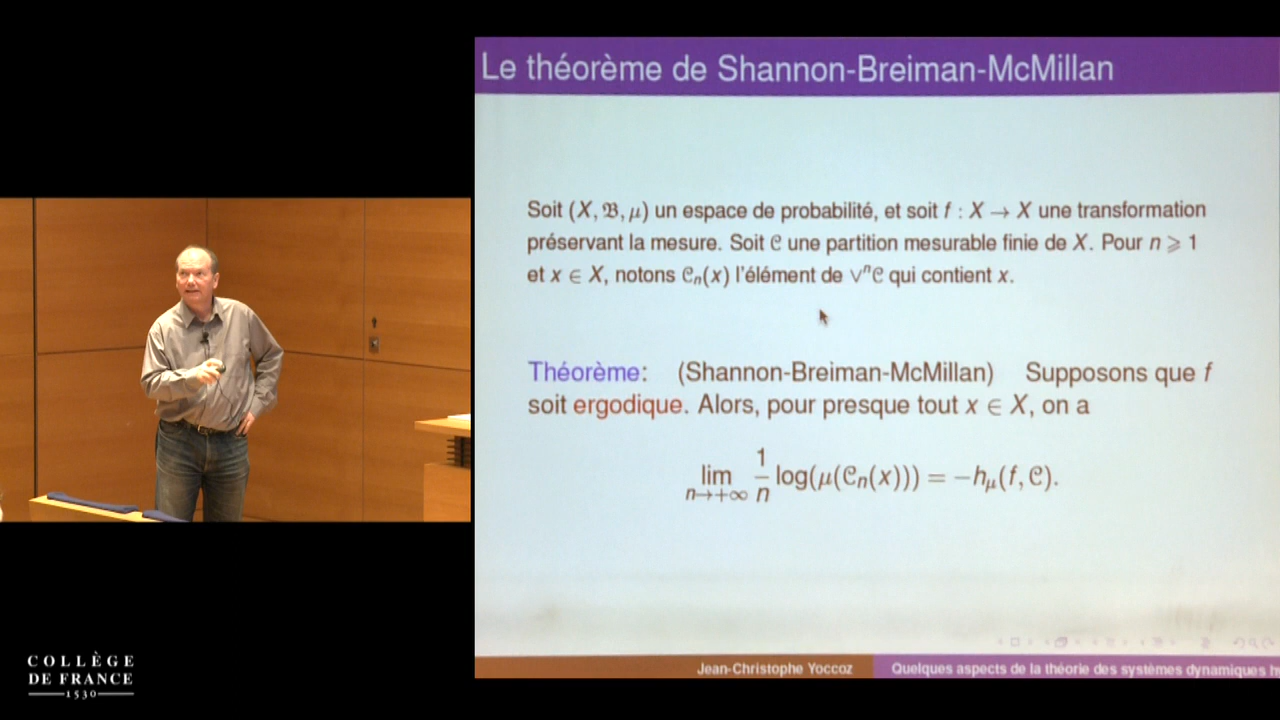 Le théorème de Shannon-Breiman-McMillan
Soit (X, 𝔅, μ) un espace de probabilité, et soit f : X → X une transformation
préservant la mesure. Soit 𝒞 une partition mesurable finie de X. Pour n ⩾ 1
et x ∈ X, notons 𝒞ₙ(x) l'élément de ∨ⁿ𝒞 qui contient x.
Théorème: (Shannon-Breiman-McMillan) Supposons que f
soit ergodique. Alors, pour presque tout x ∈ X, on a
lim n→+∞ 1/n log(μ(𝒞ₙ(x))) = −hμ(f, 𝒞).
Jean-Christophe Yoccoz
Quelques aspects de la théorie des systèmes dynamiques
COLLÈGE
DE FRANCE
1530